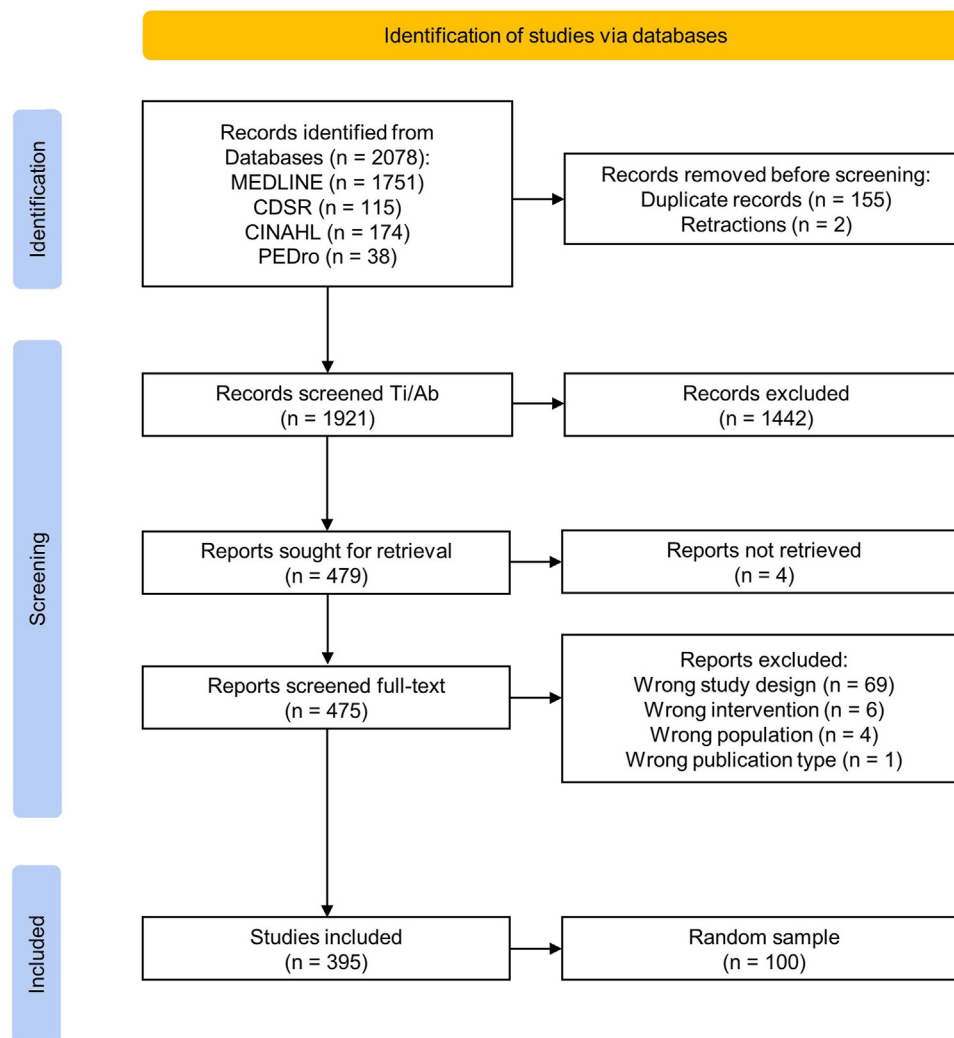 Identification of studies via databases
Identification
Records identified from
Databases (n = 2078):
MEDLINE (n = 1751)
CDSR (n = 115)
CINAHL (n = 174)
PEDro (n = 38)
Records removed before screening:
Duplicate records (n = 155)
Retractions (n = 2)
Screening
Records screened Ti/Ab
(n = 1921)
Records excluded
(n = 1442)
Reports sought for retrieval
(n = 479)
Reports not retrieved
(n = 4)
Reports screened full-text
(n = 475)
Reports excluded:
Wrong study design (n = 69)
Wrong intervention (n = 6)
Wrong population (n = 4)
Wrong publication type (n = 1)
Included
Studies included
(n = 395)
Random sample
(n = 100)